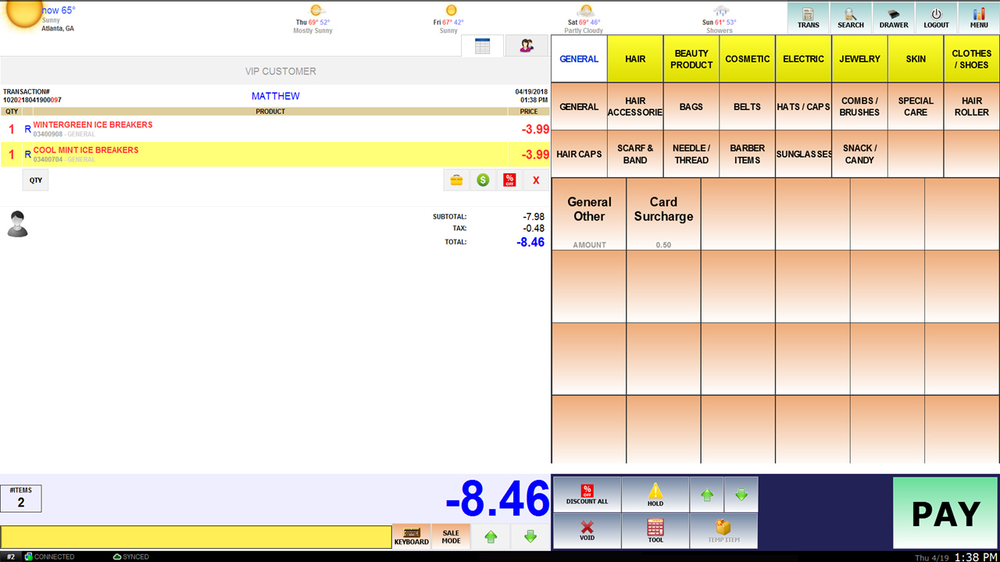 now 65°
Sunny
Atlanta, GA
Thu 69° 52°
Mostly Sunny
Fri 67° 42°
Sunny
Sat 69° 46°
Partly Cloudy
Sun 61° 53°
Showers
TRANS
SEARCH
DRAWER
LOGOUT
MENU
VIP CUSTOMER
TRANSACTION#
102021804190009​7
MATTHEW
04/19/2018
01:38 PM
QTY PRODUCT PRICE
1 R WINTERGREEN ICE BREAKERS -3.99
03400908 - GENERAL
1 R COOL MINT ICE BREAKERS -3.99
03400704 - GENERAL
QTY
% OFF
X
SUBTOTAL: -7.98
TAX: -0.48
TOTAL: -8.46
GENERAL
HAIR
BEAUTY
PRODUCT
COSMETIC
ELECTRIC
JEWELRY
SKIN
CLOTHES
/ SHOES
GENERAL
HAIR
ACCESSORIE
BAGS
BELTS
HATS / CAPS
COMBS /
BRUSHES
SPECIAL
CARE
HAIR
ROLLER
HAIR CAPS
SCARF &
BAND
NEEDLE /
THREAD
BARBER
ITEMS
SUNGLASSES
SNACK /
CANDY
General
Other
AMOUNT
Card
Surcharge
0.50
#ITEMS
2
-8.46
KEYBOARD
SALE
MODE
% OFF
DISCOUNT ALL
HOLD
VOID
TOOL
TEMP ITEM
PAY
#2 CONNECTED SYNCED
Thu 4/19 1:38 PM